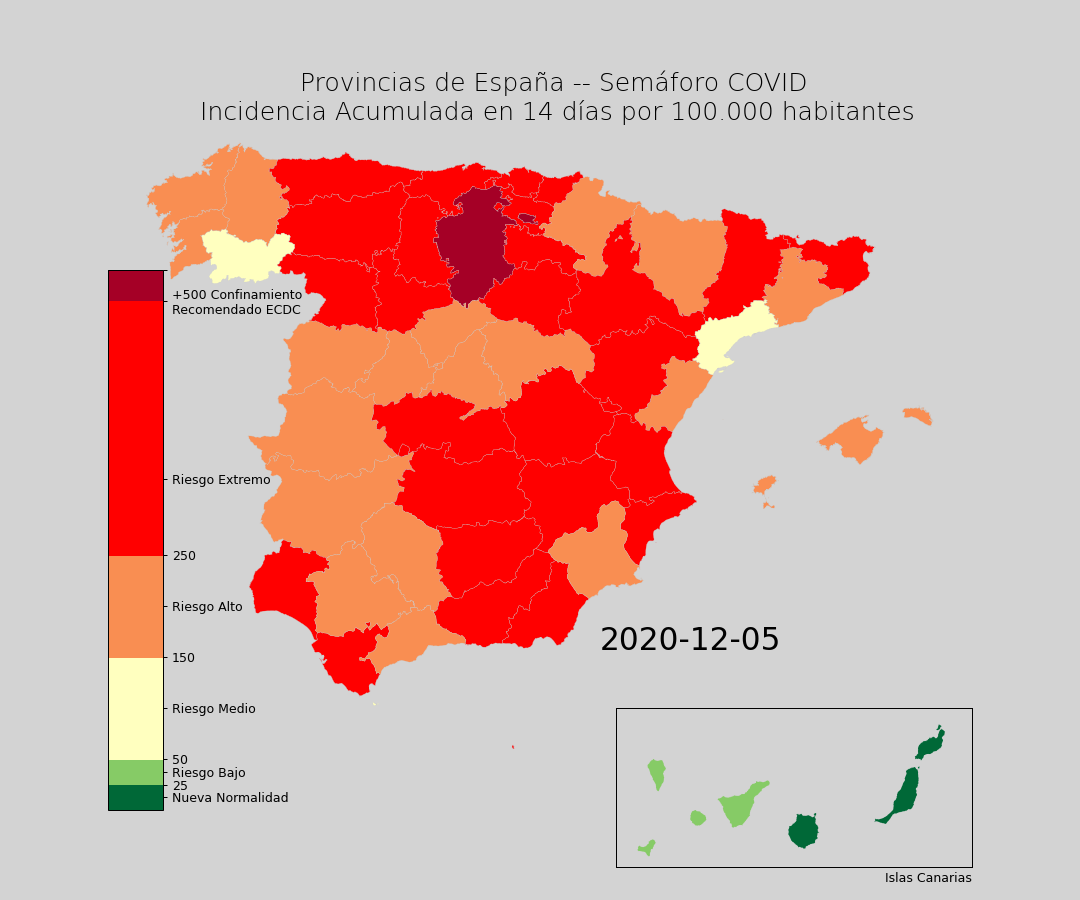 Provincias de España -- Semáforo COVID
Incidencia Acumulada en 14 días por 100.000 habitantes
+500 Confinamiento
Recomendado ECDC
Riesgo Extremo
250
Riesgo Alto
150
Riesgo Medio
50
Riesgo Bajo
25
Nueva Normalidad
2020-12-05
Islas Canarias